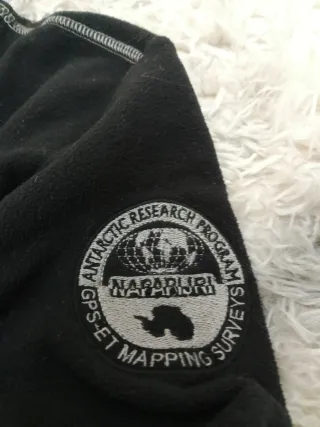 ANTARCTIC RESEARCH PROGRAM
NAPAPIJRI
GPS-ET MAPPING SURVEYS